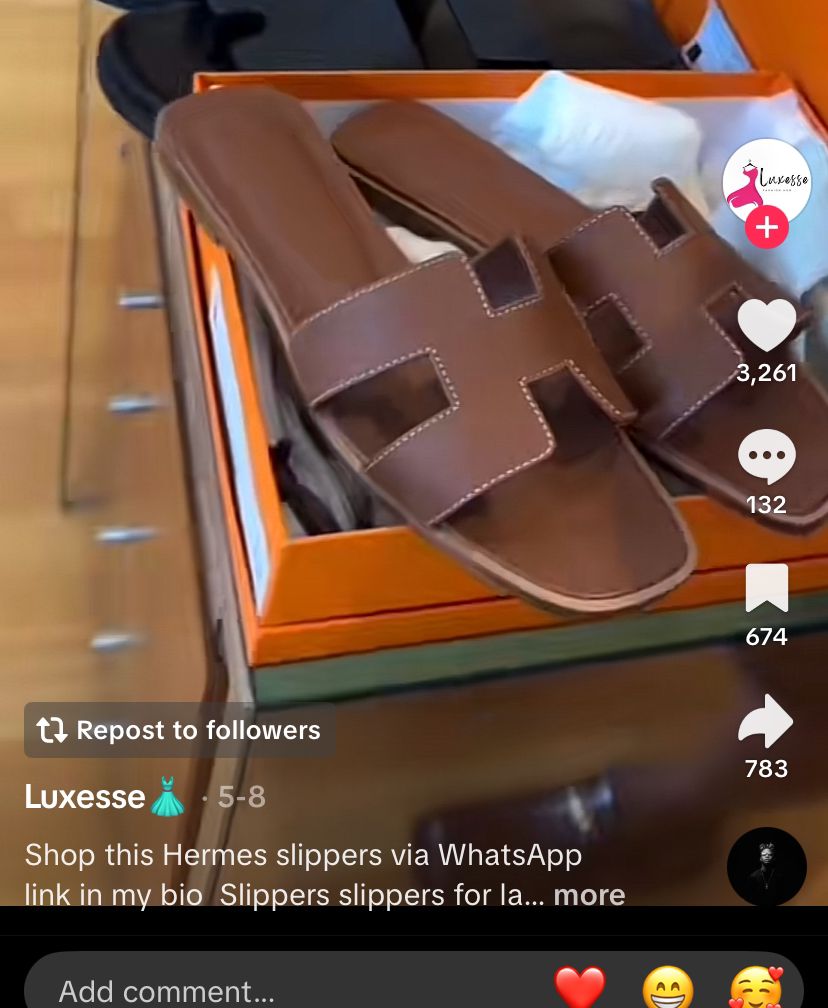 Luxesse
3,261
132
674
783
Repost to followers
Luxesse👗 · 5-8
Shop this Hermes slippers via WhatsApp
link in my bio Slippers slippers for la... more
Add comment...